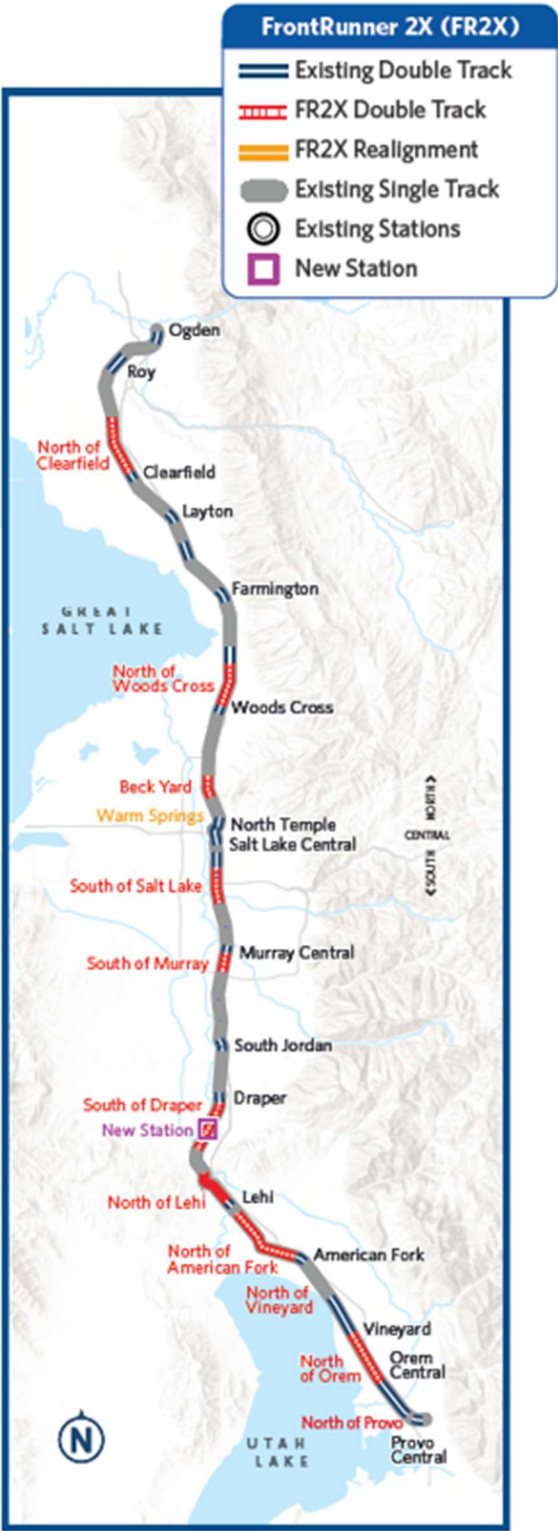 FrontRunner 2X (FR2X)
Existing Double Track
FR2X Double Track
FR2X Realignment
Existing Single Track
Existing Stations
New Station
Ogden
Roy
North of
Clearfield
Clearfield
Layton
Farmington
GREAT
SALT LAKE
North of
Woods Cross
Woods Cross
Beck Yard
Warm Springs
North Temple
Salt Lake Central
NORTH
CENTRAL
SOUTH
South of Salt Lake
Murray Central
South of Murray
South Jordan
Draper
South of Draper
New Station
Lehi
North of Lehi
North of
American Fork
American Fork
North of
Vineyard
Vineyard
North
of Orem
Orem
Central
North of Provo
Provo
Central
UTAH
LAKE
N